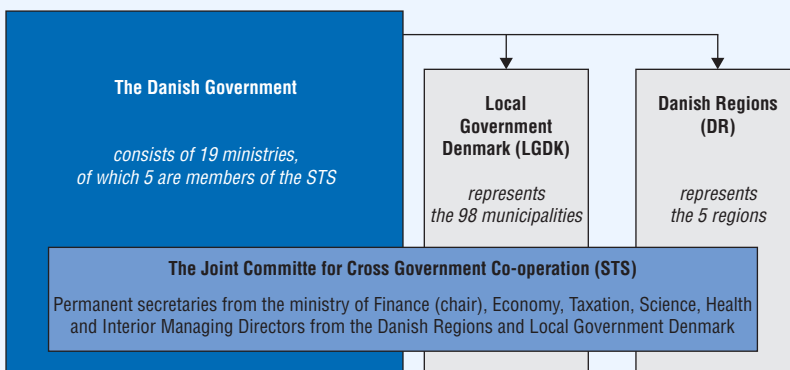 The Danish Government
consists of 19 ministries,
of which 5 are members of the STS
Local
Government
Denmark (LGDK)
represents
the 98 municipalities
Danish Regions
(DR)
represents
the 5 regions
The Joint Committe for Cross Government Co-operation (STS)
Permanent secretaries from the ministry of Finance (chair), Economy, Taxation, Science, Health
and Interior Managing Directors from the Danish Regions and Local Government Denmark